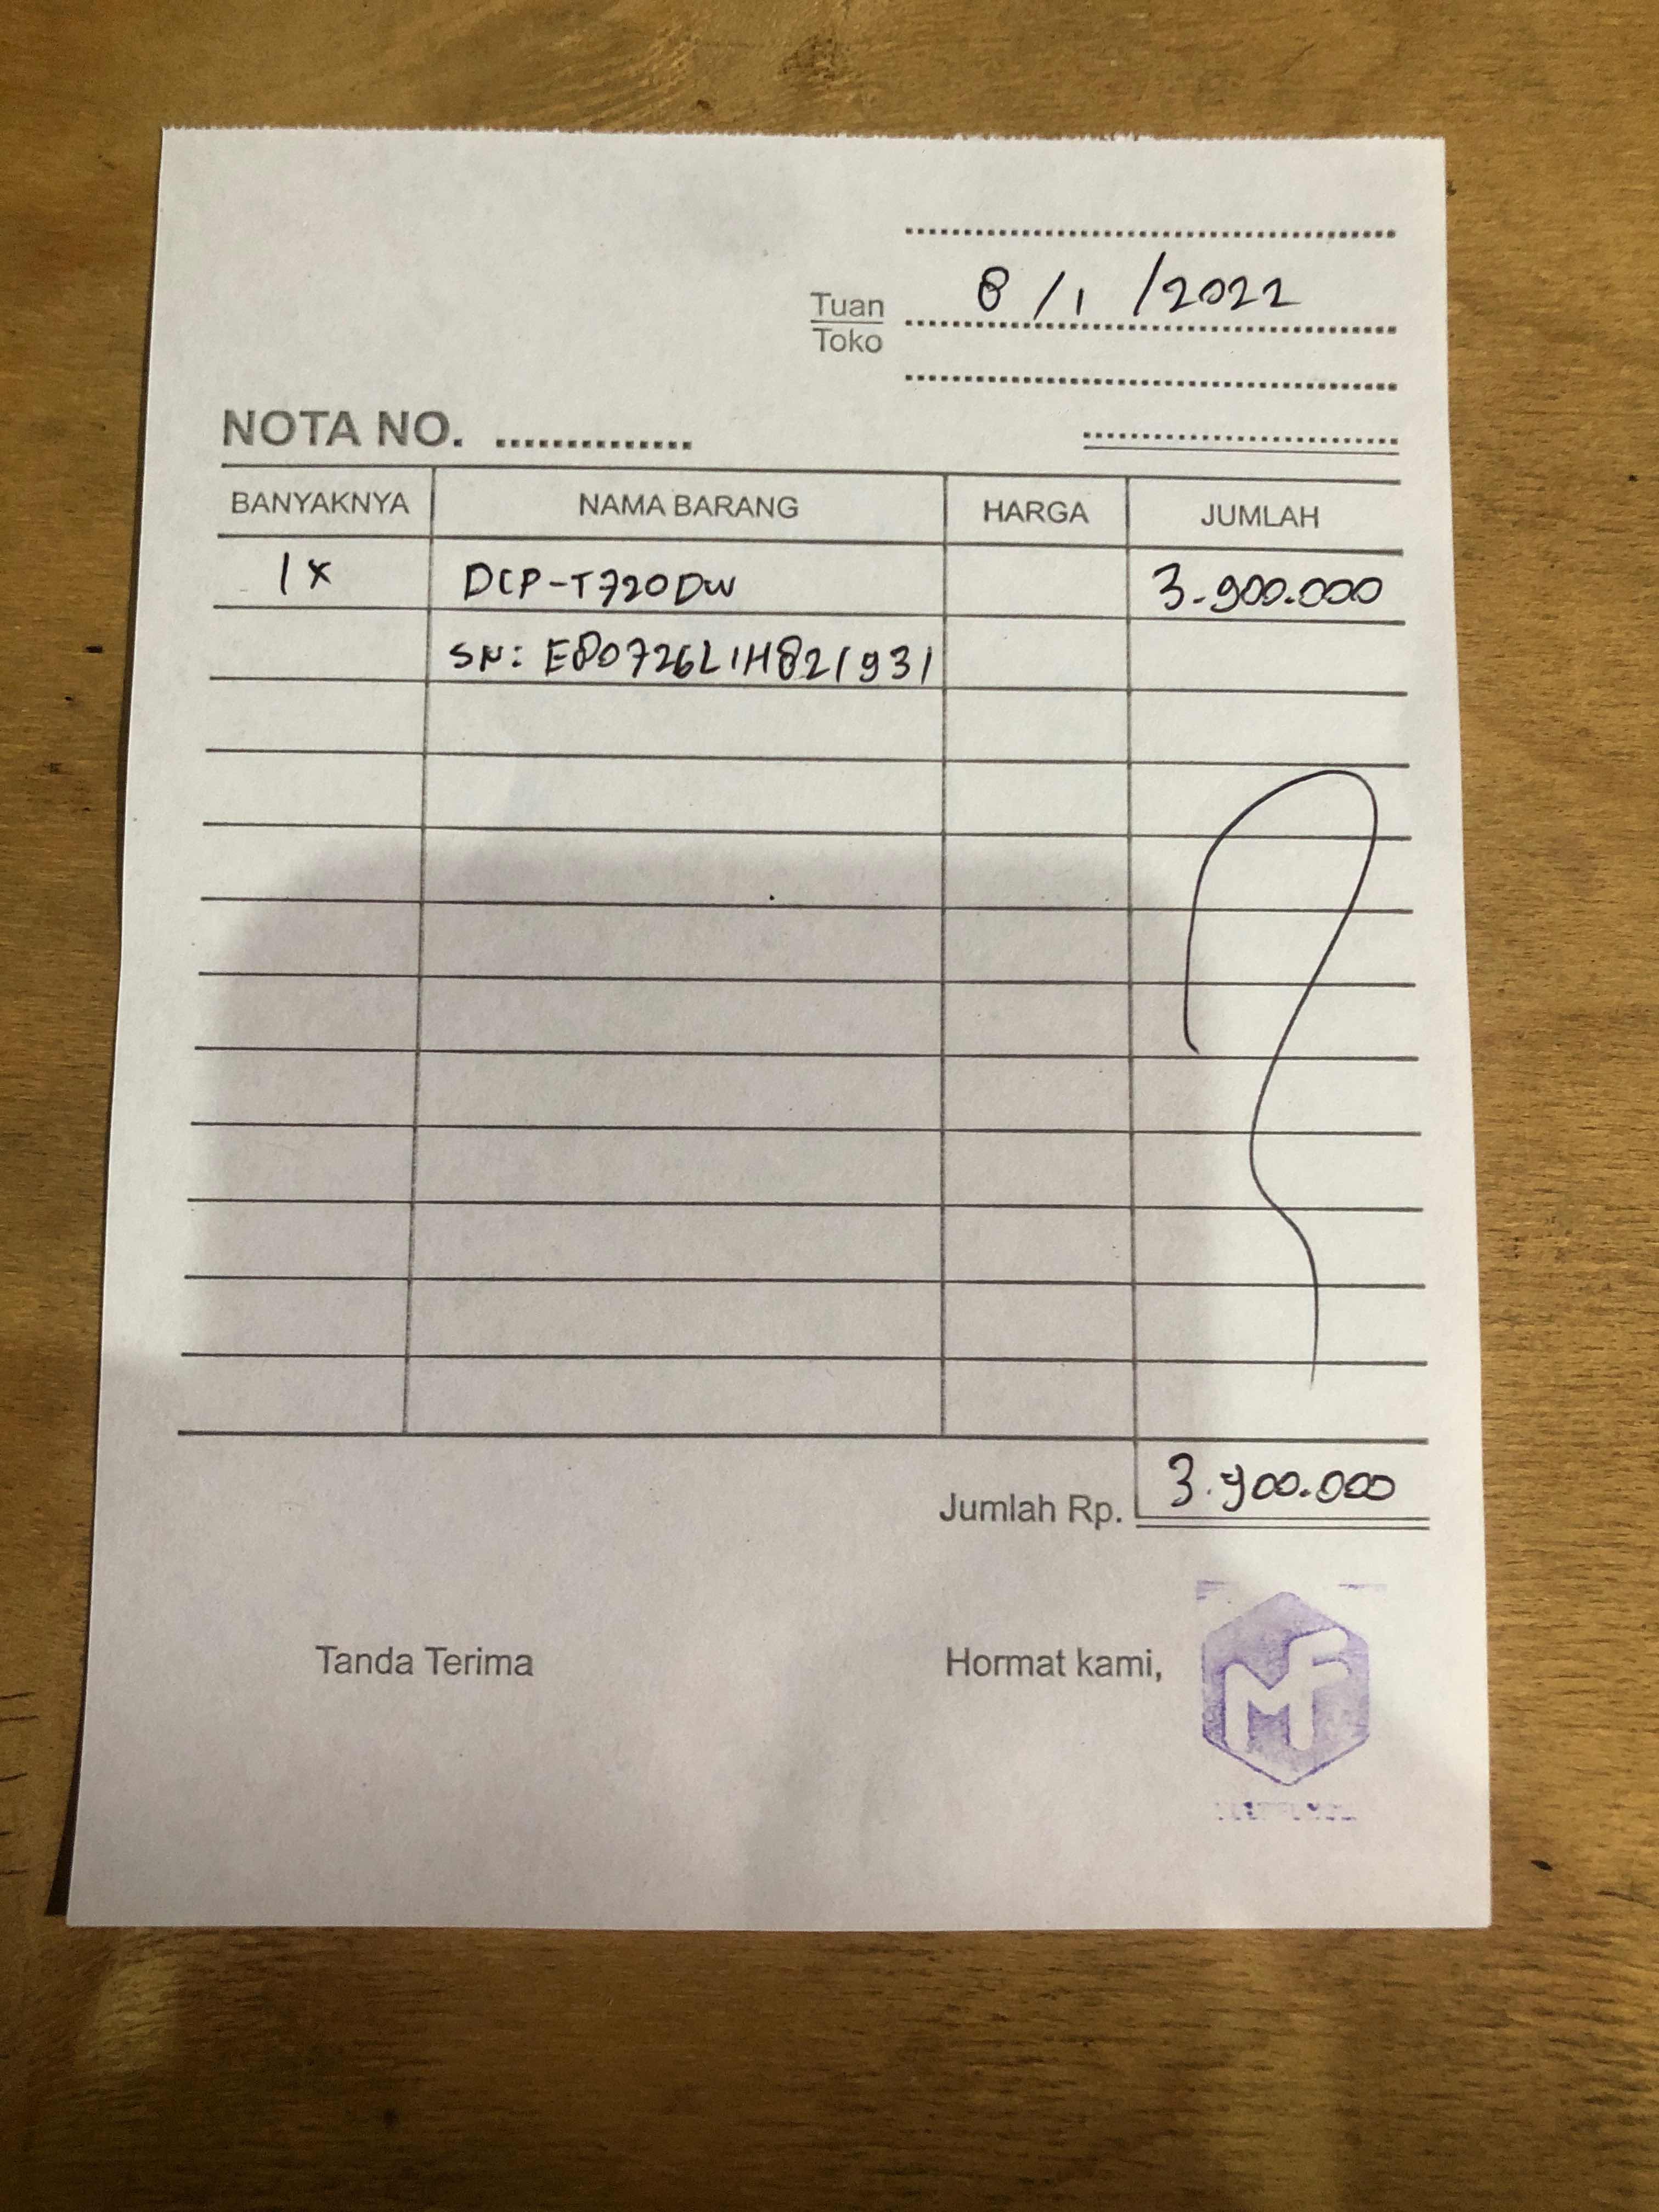 8/1/2022
Tuan
Toko
NOTA NO.
BANYAKNYA NAMA BARANG HARGA JUMLAH
1x DCP-T720DW 3.900.000
SN: E80726L1H821931
Jumlah Rp. 3.900.000
Tanda Terima Hormat kami,
MF